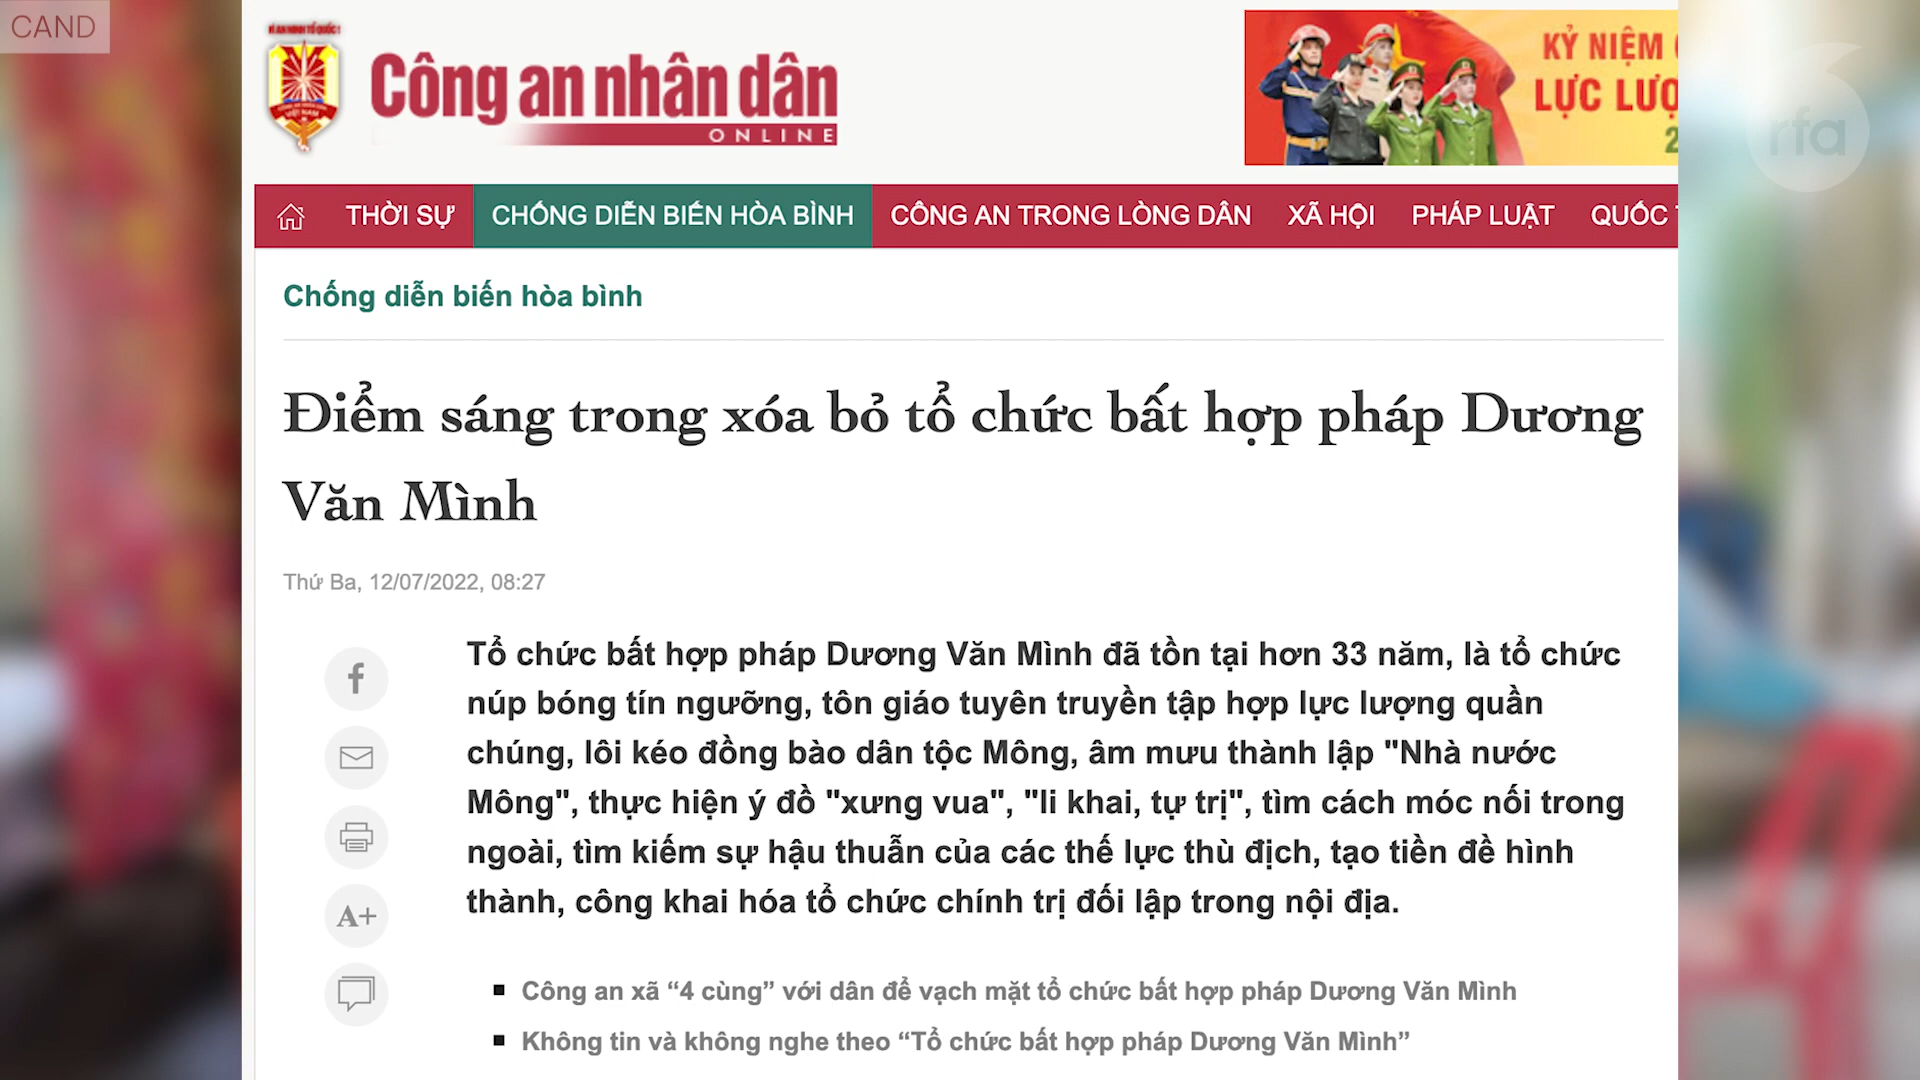 CAND
VÌ AN NINH TỔ QUỐC
Công an nhân dân
ONLINE
KỶ NIỆM
LỰC LƯỢ
rfa
THỜI SỰ
CHỐNG DIỄN BIẾN HÒA BÌNH
CÔNG AN TRONG LÒNG DÂN
XÃ HỘI
PHÁP LUẬT
QUỐC
Chống diễn biến hòa bình
Điểm sáng trong xóa bỏ tổ chức bất hợp pháp Dương
Văn Mình
Thứ Ba, 12/07/2022, 08:27
Tổ chức bất hợp pháp Dương Văn Mình đã tồn tại hơn 33 năm, là tổ chức
núp bóng tín ngưỡng, tôn giáo tuyên truyền tập hợp lực lượng quần
chúng, lôi kéo đồng bào dân tộc Mông, âm mưu thành lập "Nhà nước
Mông", thực hiện ý đồ "xưng vua", "li khai, tự trị", tìm cách móc nối trong
ngoài, tìm kiếm sự hậu thuẫn của các thế lực thù địch, tạo tiền đề hình
thành, công khai hóa tổ chức chính trị đối lập trong nội địa.
A+
Công an xã “4 cùng” với dân để vạch mặt tổ chức bất hợp pháp Dương Văn Mình
Không tin và không nghe theo “Tổ chức bất hợp pháp Dương Văn Mình”